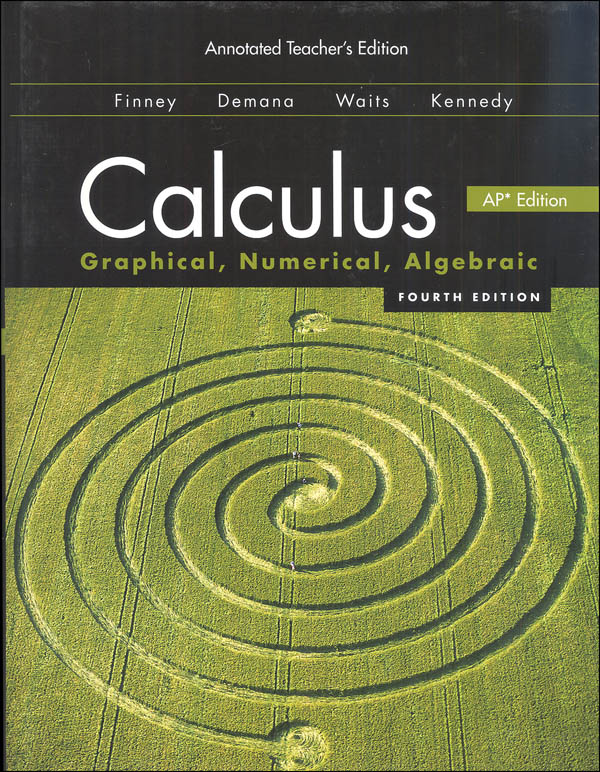 Annotated Teacher's Edition
Finney Demana Waits Kennedy
Calculus
AP* Edition
Graphical, Numerical, Algebraic
FOURTH EDITION